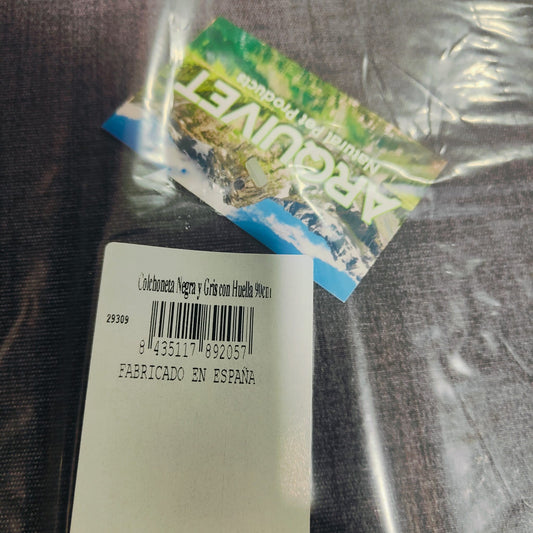 ARQUIVET
Natural Pet Products
Colchoneta Negra y Gris con Huella 90cm
29309
8 435117 892057
FABRICADO EN ESPAÑA